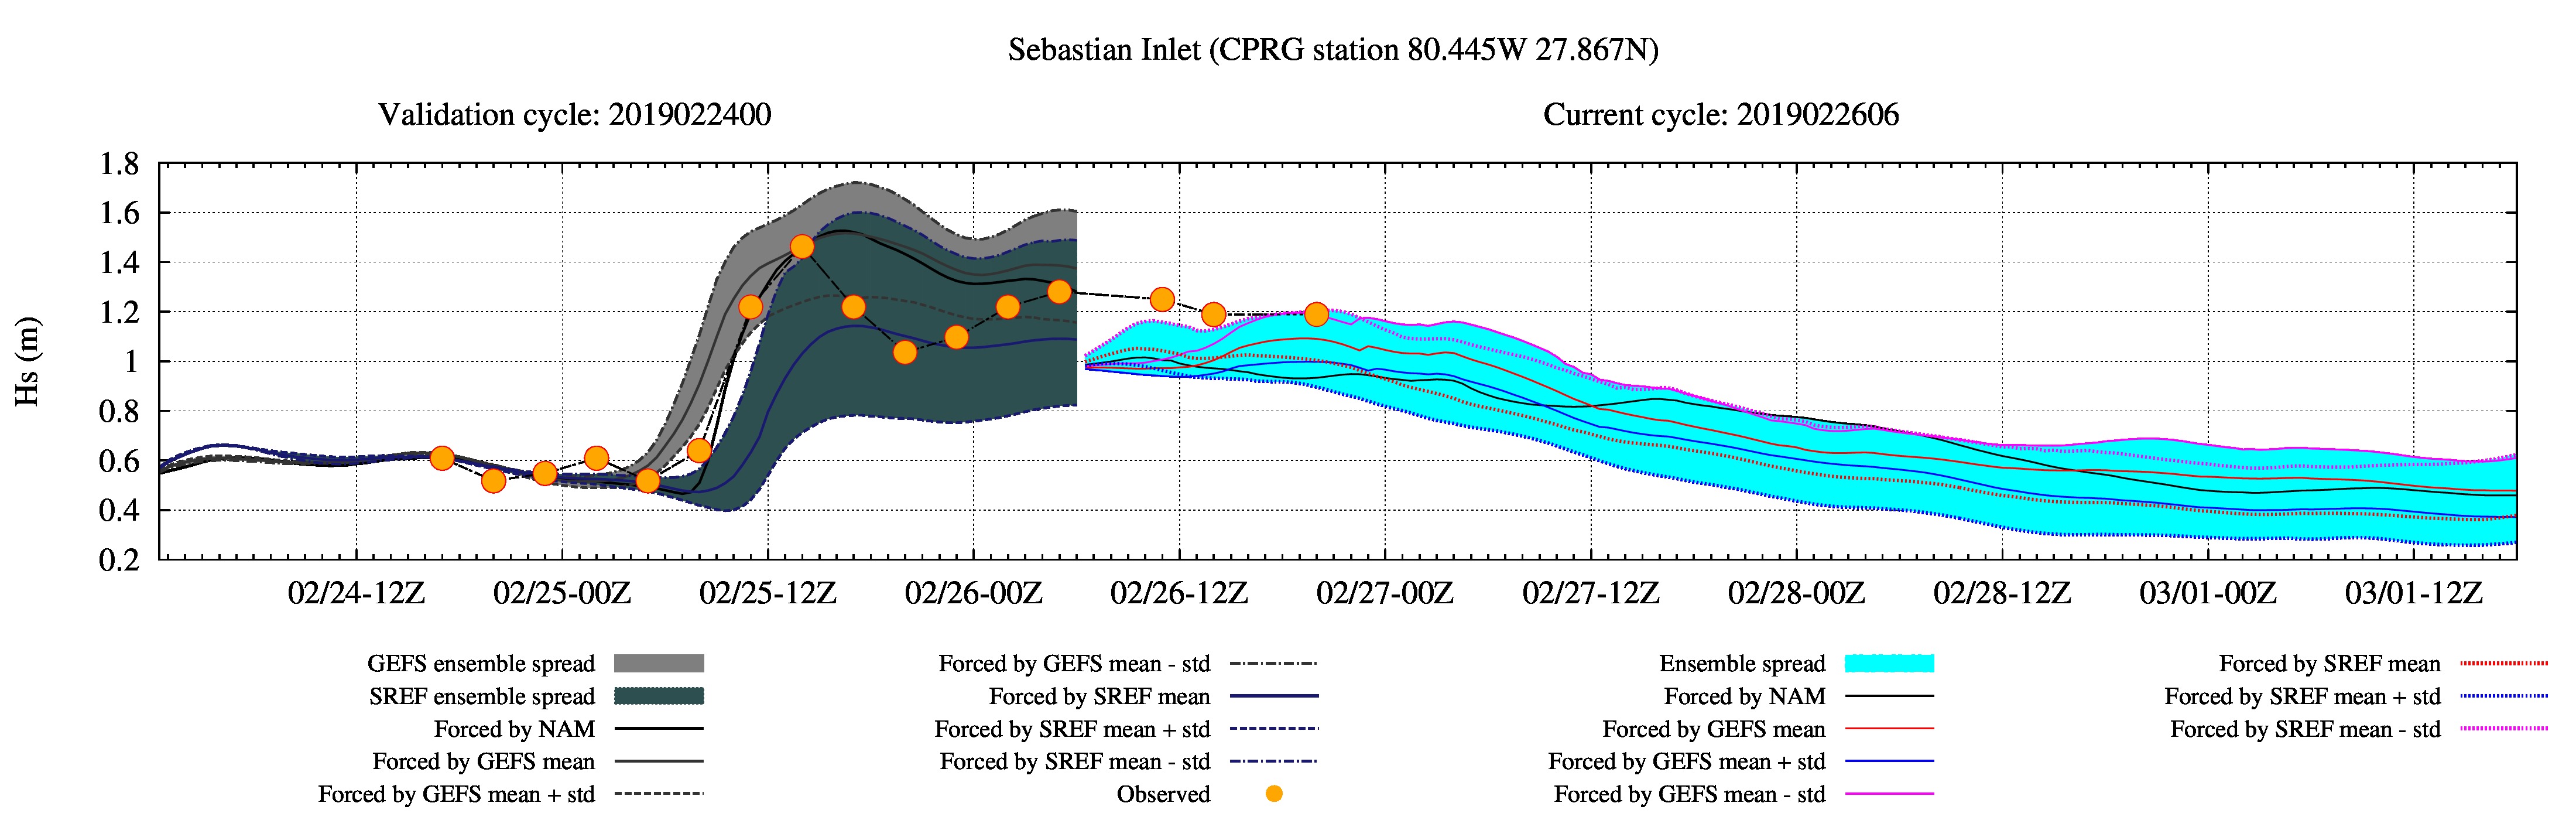 Sebastian Inlet (CPRG station 80.445W 27.867N)
Validation cycle: 2019022400
Current cycle: 2019022606
Hs (m)
1.8
1.6
1.4
1.2
1
0.8
0.6
0.4
0.2
02/24-12Z 02/25-00Z 02/25-12Z 02/26-00Z 02/26-12Z 02/27-00Z 02/27-12Z 02/28-00Z 02/28-12Z 03/01-00Z 03/01-12Z
GEFS ensemble spread
SREF ensemble spread
Forced by NAM
Forced by GEFS mean
Forced by GEFS mean + std
Forced by GEFS mean - std
Forced by SREF mean
Forced by SREF mean + std
Forced by SREF mean - std
Observed
Ensemble spread
Forced by NAM
Forced by GEFS mean
Forced by GEFS mean + std
Forced by GEFS mean - std
Forced by SREF mean
Forced by SREF mean + std
Forced by SREF mean - std